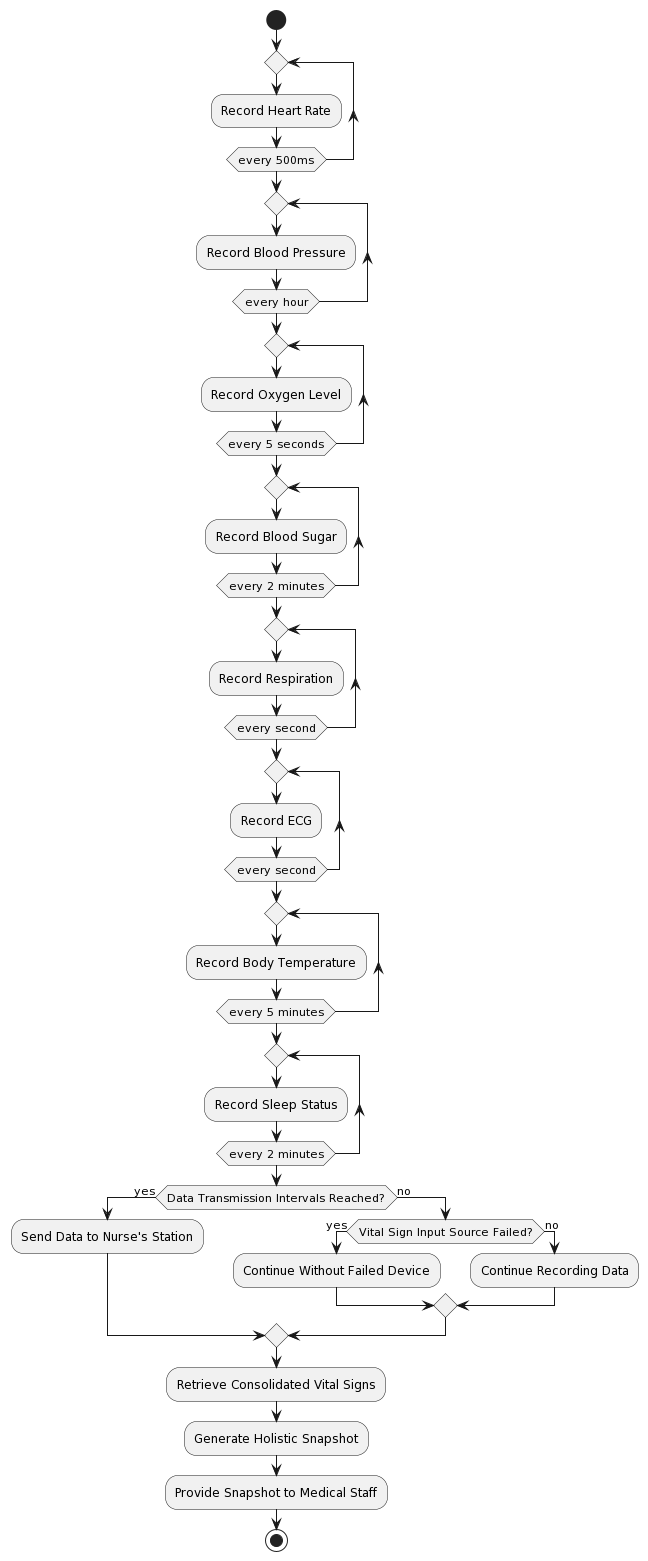 Record Heart Rate
every 500ms
Record Blood Pressure
every hour
Record Oxygen Level
every 5 seconds
Record Blood Sugar
every 2 minutes
Record Respiration
every second
Record ECG
every second
Record Body Temperature
every 5 minutes
Record Sleep Status
every 2 minutes
yes
Data Transmission Intervals Reached?
no
Send Data to Nurse's Station
yes
Vital Sign Input Source Failed?
no
Continue Without Failed Device
Continue Recording Data
Retrieve Consolidated Vital Signs
Generate Holistic Snapshot
Provide Snapshot to Medical Staff